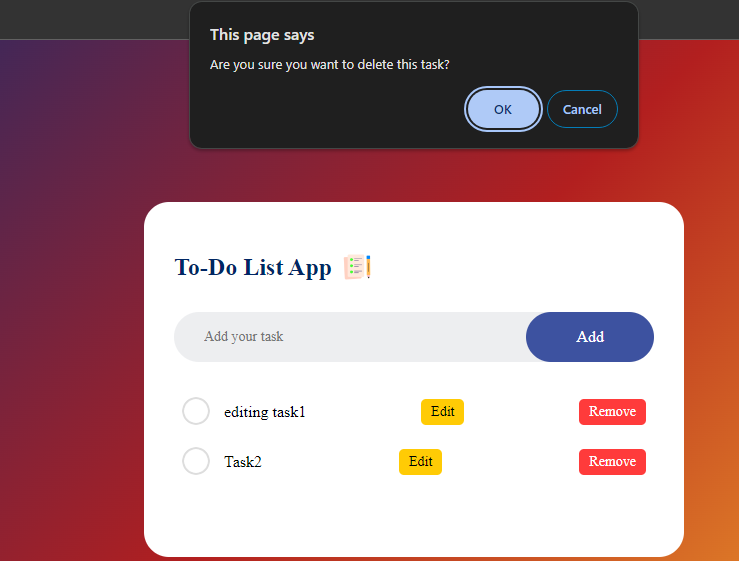 This page says
Are you sure you want to delete this task?
OK Cancel
To-Do List App
Add your task Add
editing task1 Edit Remove
Task2 Edit Remove